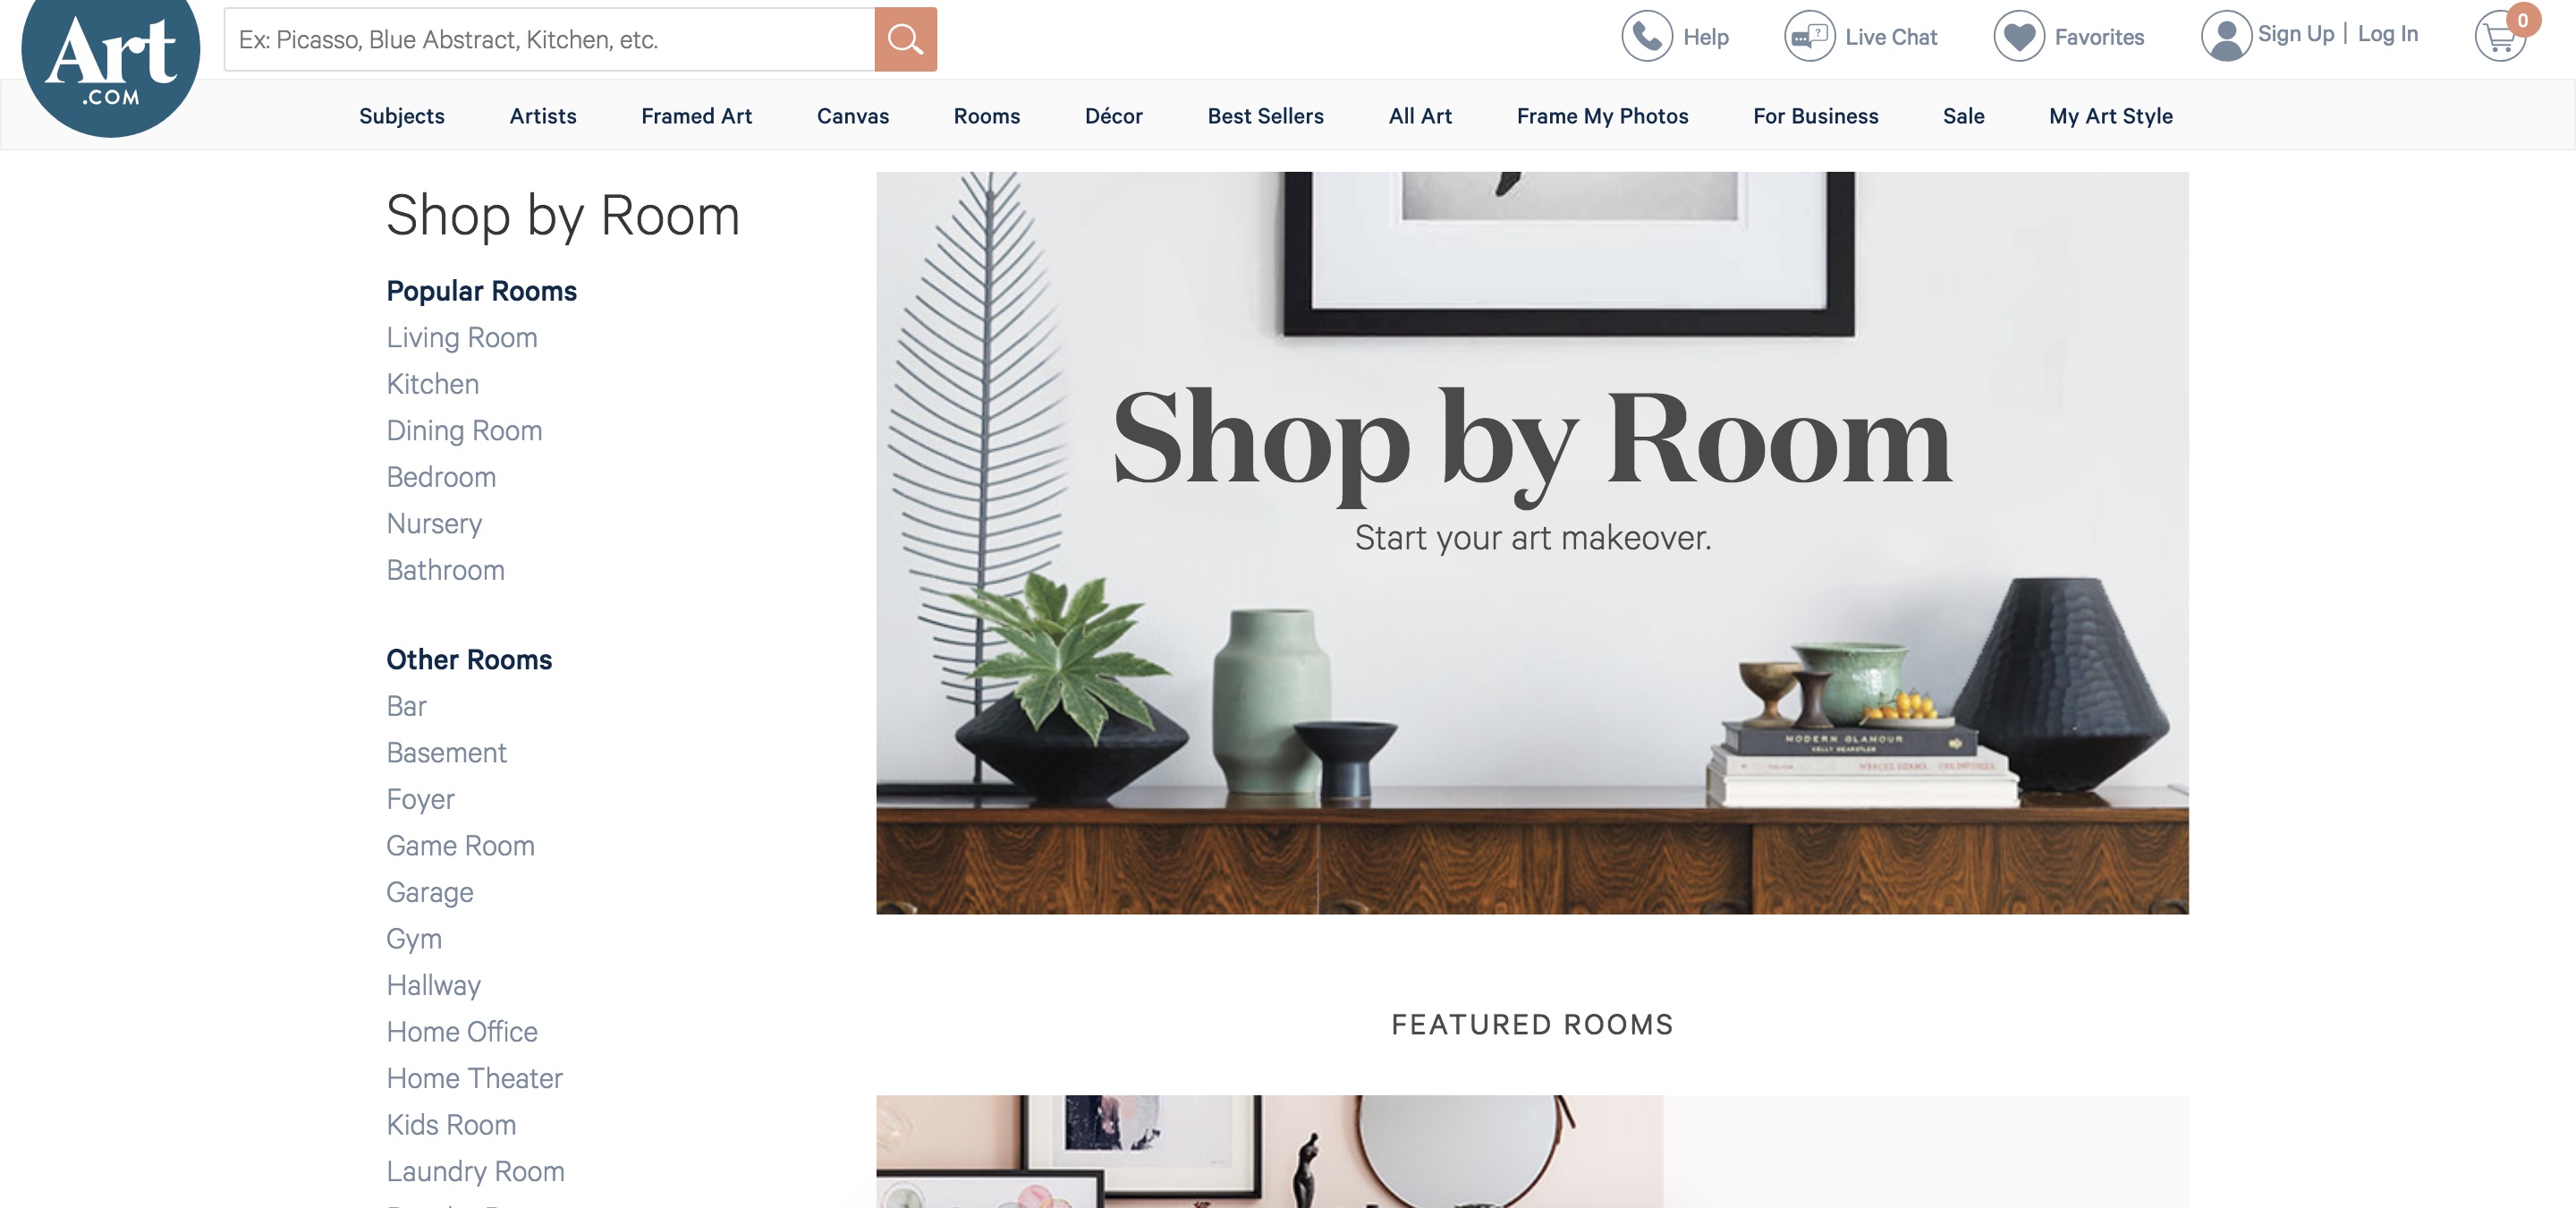 Art
.COM
Ex: Picasso, Blue Abstract, Kitchen, etc.
Help
Live Chat
Favorites
Sign Up | Log In
0
Subjects
Artists
Framed Art
Canvas
Rooms
Décor
Best Sellers
All Art
Frame My Photos
For Business
Sale
My Art Style
Shop by Room
Popular Rooms
Living Room
Kitchen
Dining Room
Bedroom
Nursery
Bathroom
Other Rooms
Bar
Basement
Foyer
Game Room
Garage
Gym
Hallway
Home Office
Home Theater
Kids Room
Laundry Room
Shop by Room
Start your art makeover.
MODERN GLAMOUR
KELLY WEARSTLER
FEATURED ROOMS